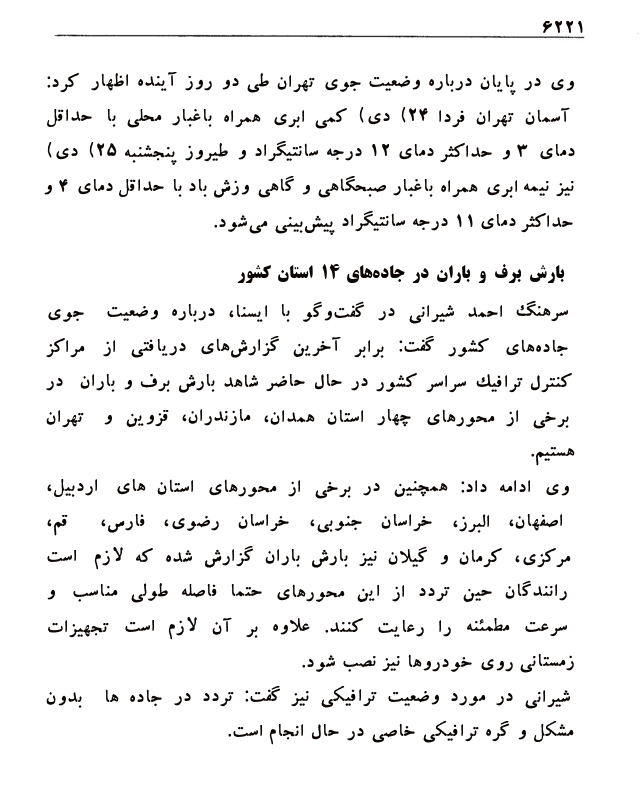 ۶۲۲۱
وی در پایان درباره وضعیت جوی تهران طی دو روز آینده اظهار کرد:
آسمان تهران فردا ۲۴) دی) کمی ابری همراه باغبار محلی با حداقل
دمای ۳ و حداکثر دمای ۱۲ درجه سانتیگراد و طیروز پنجشنبه ۲۵) دی)
نیز نیمه ابری همراه باغبار صبحگاهی و گاهی وزش باد با حداقل دمای ۴ و
حداکثر دمای ۱۱ درجه سانتیگراد پیش‌بینی می‌شود.
بارش برف و باران در جاده‌های ۱۴ استان کشور
سرهنگ احمد شیرانی در گفت‌وگو با ایسنا، درباره وضعیت جوی
جاده‌های کشور گفت: برابر آخرین گزارش‌های دریافتی از مراکز
کنترل ترافیك سراسر کشور در حال حاضر شاهد بارش برف و باران در
برخی از محورهای چهار استان همدان، مازندران، قزوین و تهران
هستیم.
وی ادامه داد: همچنین در برخی از محورهای استان های اردبیل،
اصفهان، البرز، خراسان جنوبی، خراسان رضوی، فارس، قم،
مرکزی، کرمان و گیلان نیز بارش باران گزارش شده که لازم است
رانندگان حین تردد از این محورهای حتما فاصله طولی مناسب و
سرعت مطمئنه را رعایت کنند. علاوه بر آن لازم است تجهیزات
زمستانی روی خودروها نیز نصب شود.
شیرانی در مورد وضعیت ترافیکی نیز گفت: تردد در جاده ها بدون
مشکل و گره ترافیکی خاصی در حال انجام است.